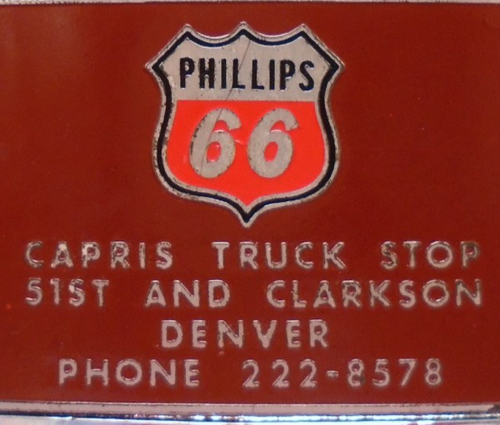 PHILLIPS
66
CAPRIS TRUCK STOP
51ST AND CLARKSON
DENVER
PHONE 222-8578